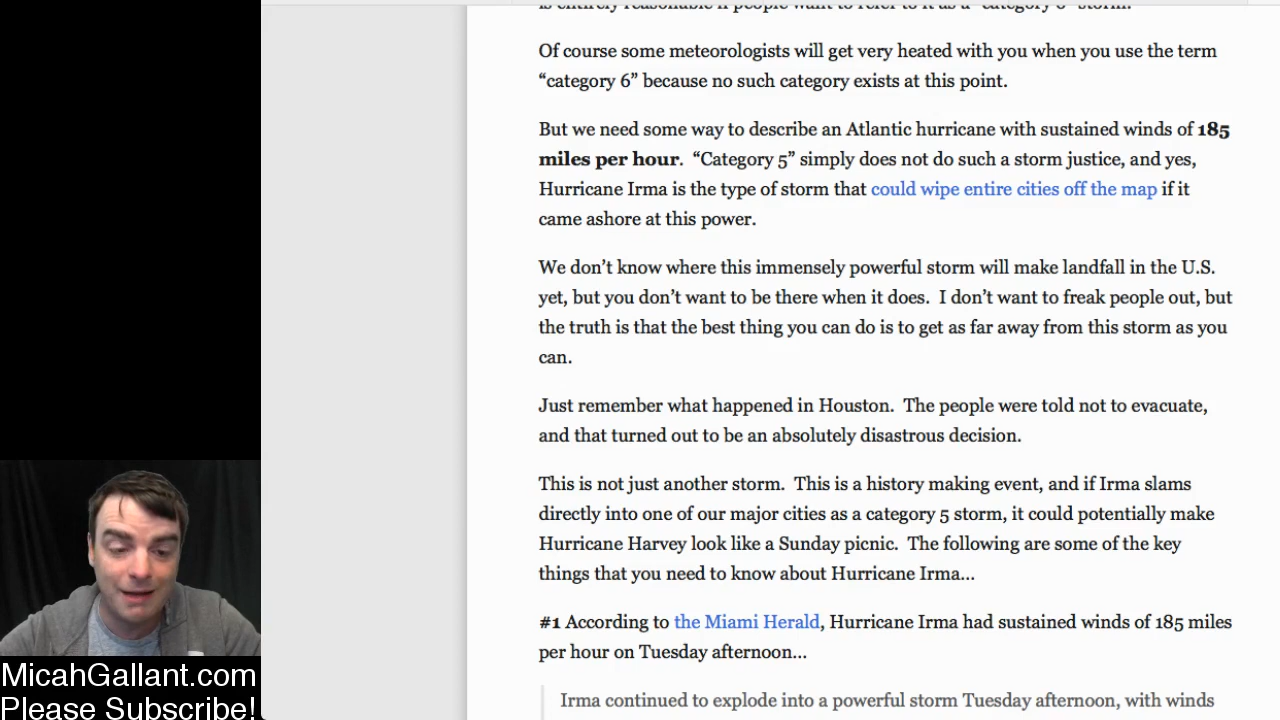 is entirely reasonable if people want to refer to it as a “category 6” storm.
Of course some meteorologists will get very heated with you when you use the term
“category 6” because no such category exists at this point.
But we need some way to describe an Atlantic hurricane with sustained winds of 185
miles per hour.  “Category 5” simply does not do such a storm justice, and yes,
Hurricane Irma is the type of storm that could wipe entire cities off the map if it
came ashore at this power.
We don’t know where this immensely powerful storm will make landfall in the U.S.
yet, but you don’t want to be there when it does.  I don’t want to freak people out, but
the truth is that the best thing you can do is to get as far away from this storm as you
can.
Just remember what happened in Houston.  The people were told not to evacuate,
and that turned out to be an absolutely disastrous decision.
This is not just another storm.  This is a history making event, and if Irma slams
directly into one of our major cities as a category 5 storm, it could potentially make
Hurricane Harvey look like a Sunday picnic.  The following are some of the key
things that you need to know about Hurricane Irma…
#1 According to the Miami Herald, Hurricane Irma had sustained winds of 185 miles
per hour on Tuesday afternoon…
Irma continued to explode into a powerful storm Tuesday afternoon, with winds
MicahGallant.com
Please Subscribe!